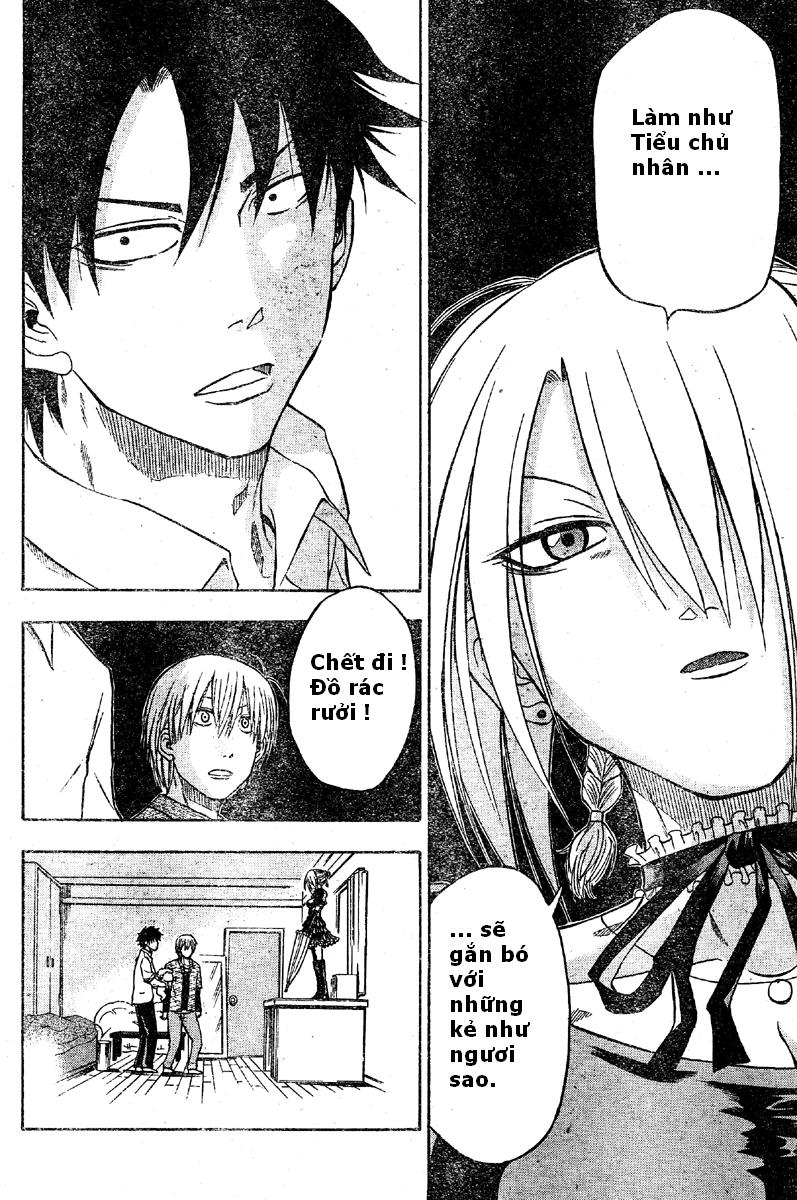 Làm như
Tiểu chủ
nhân ...
... sẽ
gắn bó
với
những
kẻ như
ngươi
sao.
Chết đi !
Đồ rác
rưởi !